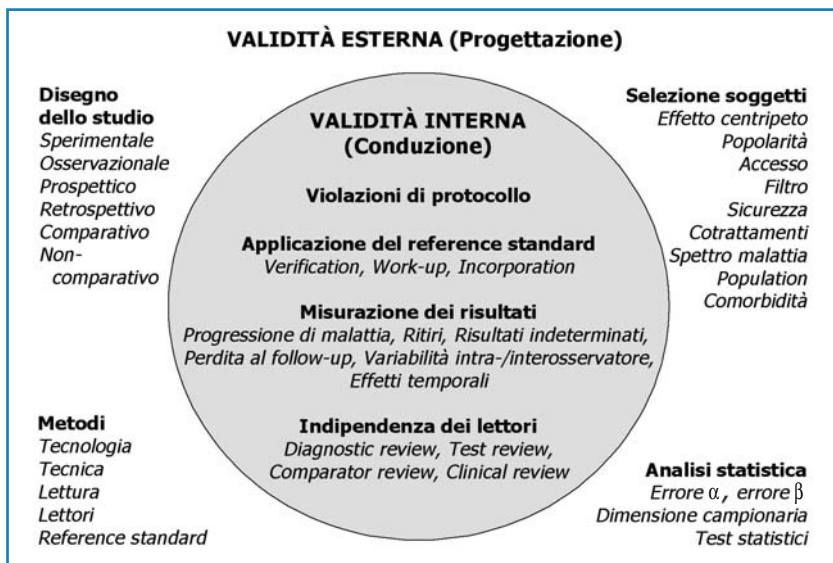 VALIDITÀ ESTERNA (Progettazione)
Disegno
dello studio
Sperimentale
Osservazionale
Prospettico
Retrospettivo
Comparativo
Non-
comparativo
VALIDITÀ INTERNA
(Conduzione)
Violazioni di protocollo
Applicazione del reference standard
Verification, Work-up, Incorporation
Misurazione dei risultati
Progressione di malattia, Ritiri, Risultati indeterminati,
Perdita al follow-up, Variabilità intra-/interosservatore,
Effetti temporali
Indipendenza dei lettori
Diagnostic review, Test review,
Comparator review, Clinical review
Selezione soggetti
Effetto centripeto
Popolarità
Accesso
Filtro
Sicurezza
Cotrattamenti
Spettro malattia
Population
Comorbidità
Metodi
Tecnologia
Tecnica
Lettura
Lettori
Reference standard
Analisi statistica
Errore α, errore β
Dimensione campionaria
Test statistici